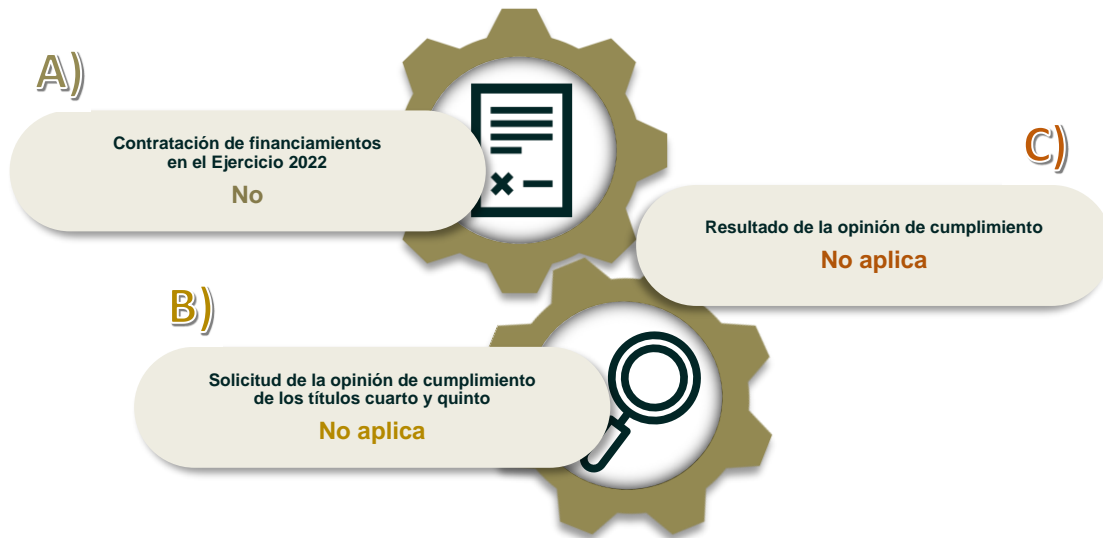 A)
Contratación de financiamientos
en el Ejercicio 2022
No
B)
Solicitud de la opinión de cumplimiento
de los títulos cuarto y quinto
No aplica
C)
Resultado de la opinión de cumplimiento
No aplica